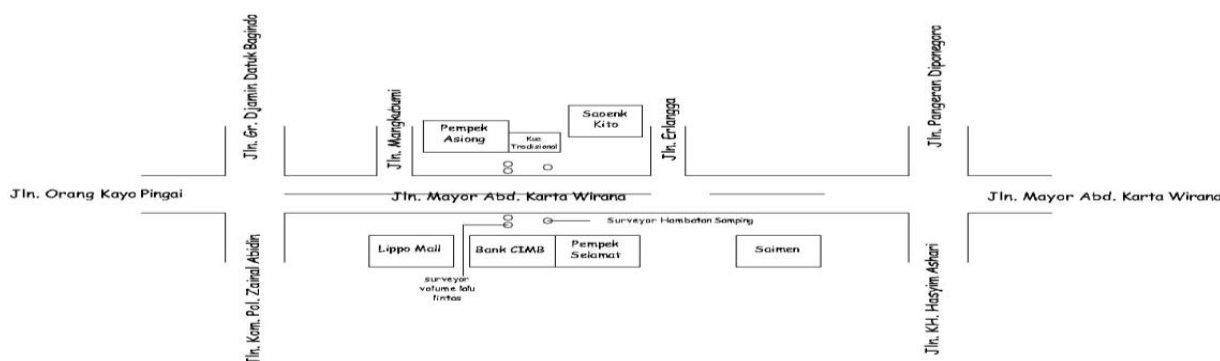 Jln. Gr. Djamin Datuk Bagindo
Jln. Mangkubumi
Pempek
Asiong
Kue
Tradisional
Saoenk
Kito
Jln. Erlangga
Jln. Pangeran Diponegoro
Jln. Orang Kayo Pingai
Jln. Mayor Abd. Karta Wirana
Jln. Mayor Abd. Karta Wirana
Surveyor Hambatan Samping
Lippo Mall
Bank CIMB
Pempek
Selamat
Saimen
surveyor
volume lalu
lintas
Jln. Kom. Pol. Zainal Abidin
Jln. KH. Hasyim Ashari